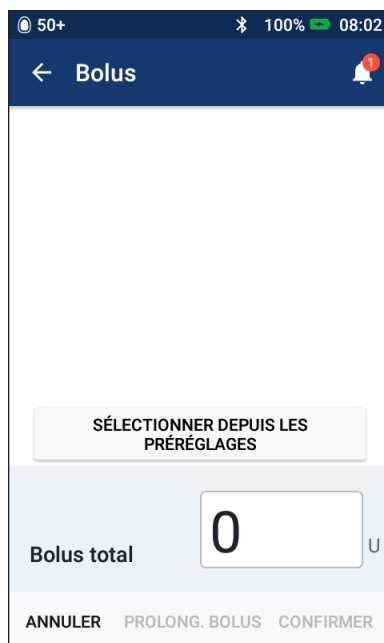 50+ 100% 08:02
Bolus 1
SÉLECTIONNER DEPUIS LES
PRÉRÉGLAGES
Bolus total 0 U
ANNULER PROLONG. BOLUS CONFIRMER